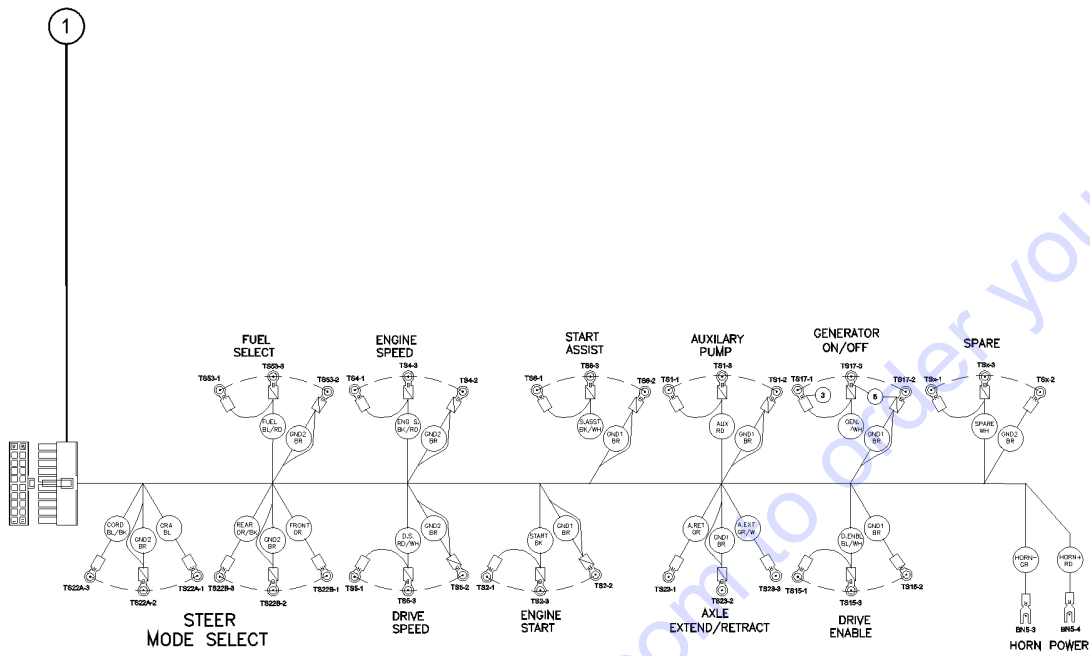 1
FUEL
SELECT
TS53-1
TS53-3
TS53-2
FUEL
BL/RD
GND2
BR
ENGINE
SPEED
TS4-1
TS4-3
TS4-2
ENG S.
BK/RD
GND2
BR
START
ASSIST
TS6-1
TS6-3
TS6-2
S.ASST
BK/WH
GND1
BR
AUXILARY
PUMP
TS1-1
TS1-3
TS1-2
AUX
RD
GND1
BR
GENERATOR
ON/OFF
TS17-1
TS17-3
TS17-2
3
5
GEN.
/WH
GND1
BR
SPARE
TSx-1
TSx-3
TSx-2
SPARE
WH
GND2
BR
CORD
BL/BK
GND2
BR
CRA
BL
TS22A-3
TS22A-2
TS22A-1
REAR
OR/BK
GND2
BR
FRONT
OR
TS22B-3
TS22B-2
TS22B-1
STEER
MODE SELECT
D.S.
RD/WH
GND2
BR
TS5-1
TS5-3
TS5-2
DRIVE
SPEED
START
BK
GND1
BR
TS2-1
TS2-3
TS2-2
ENGINE
START
A.RET
GR
GND1
BR
A.EXT
GR/W
TS23-1
TS23-2
TS23-3
AXLE
EXTEND/RETRACT
D.ENBL
BL/WH
GND1
BR
TS15-1
TS15-3
TS15-2
DRIVE
ENABLE
HORN-
GR
HORN+
RD
BN5-3
BN5-4
HORN POWER
om to order you